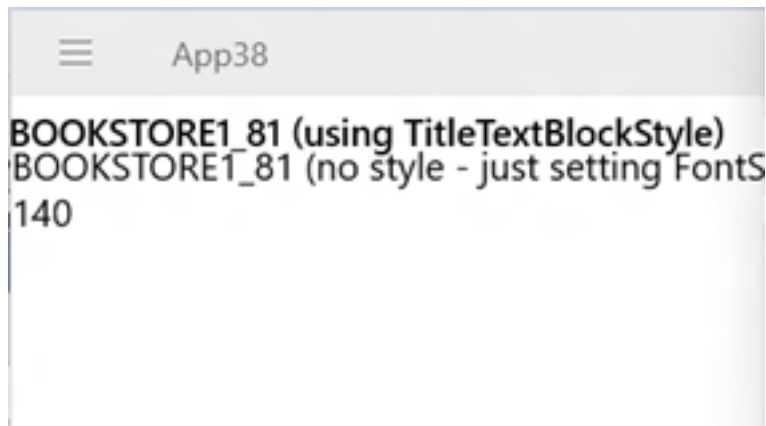 App38
BOOKSTORE1_81 (using TitleTextBlockStyle)
BOOKSTORE1_81 (no style - just setting FontS
140